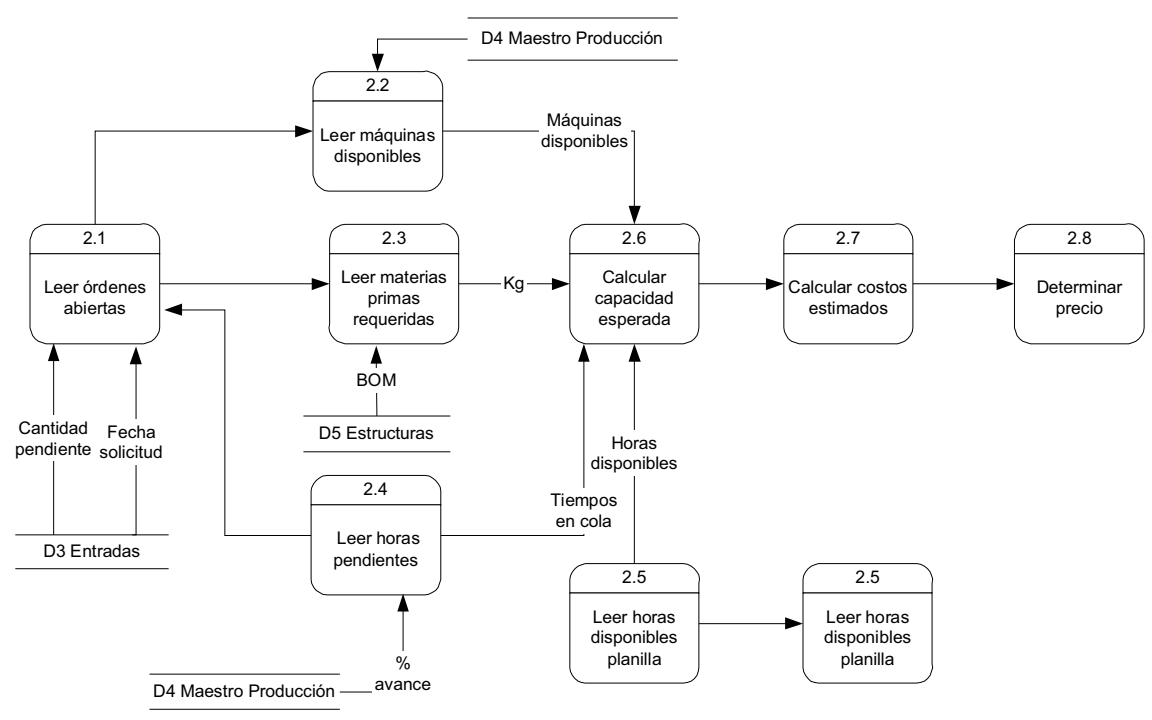 D4 Maestro Producción
2.2
Leer máquinas
disponibles
Máquinas
disponibles
2.1
Leer órdenes
abiertas
2.3
Leer materias
primas
requeridas
Kg
2.6
Calcular
capacidad
esperada
2.7
Calcular costos
estimados
2.8
Determinar
precio
Cantidad
pendiente
Fecha
solicitud
BOM
D5 Estructuras
Horas
disponibles
D3 Entradas
2.4
Leer horas
pendientes
Tiempos
en cola
2.5
Leer horas
disponibles
planilla
2.5
Leer horas
disponibles
planilla
%
avance
D4 Maestro Producción